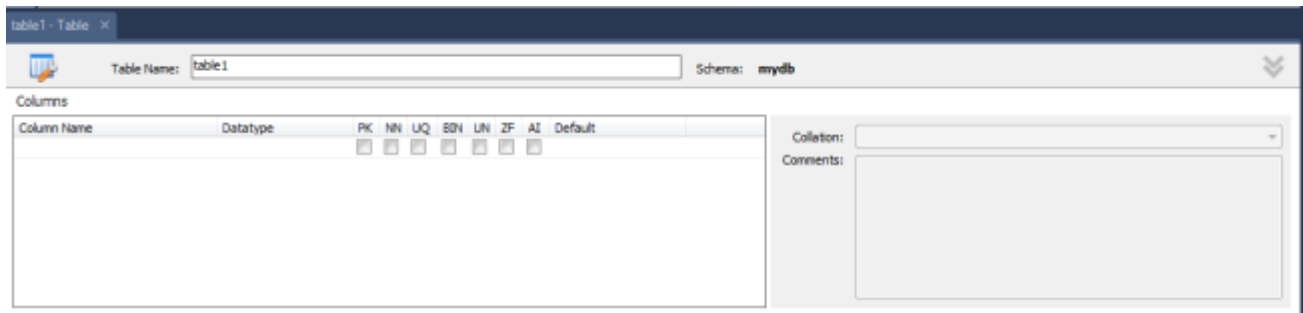 table1 - Table ×
Table Name: table1 Schema: mydb
Columns
Column Name Datatype PK NN UQ BIN UN ZF AI Default
Collation:
Comments: